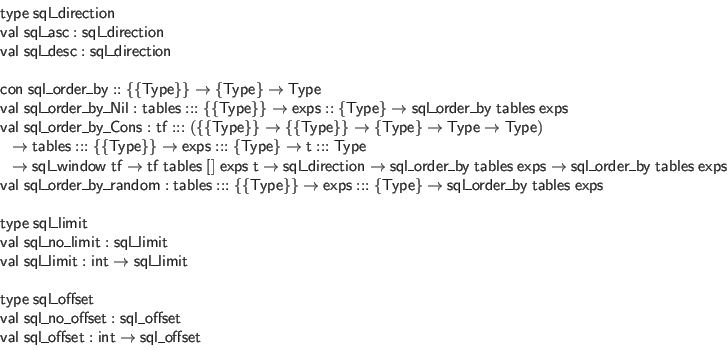 type sql_direction
val sql_asc : sql_direction
val sql_desc : sql_direction
con sql_order_by :: {{Type}} → {Type} → Type
val sql_order_by_Nil : tables ::: {{Type}} → exps :: {Type} → sql_order_by tables exps
val sql_order_by_Cons : tf ::: ({{Type}} → {{Type}} → {Type} → Type → Type)
→ tables ::: {{Type}} → exps ::: {Type} → t ::: Type
→ sql_window tf → tf tables [] exps t → sql_direction → sql_order_by tables exps → sql_order_by tables exps
val sql_order_by_random : tables ::: {{Type}} → exps ::: {Type} → sql_order_by tables exps
type sql_limit
val sql_no_limit : sql_limit
val sql_limit : int → sql_limit
type sql_offset
val sql_no_offset : sql_offset
val sql_offset : int → sql_offset